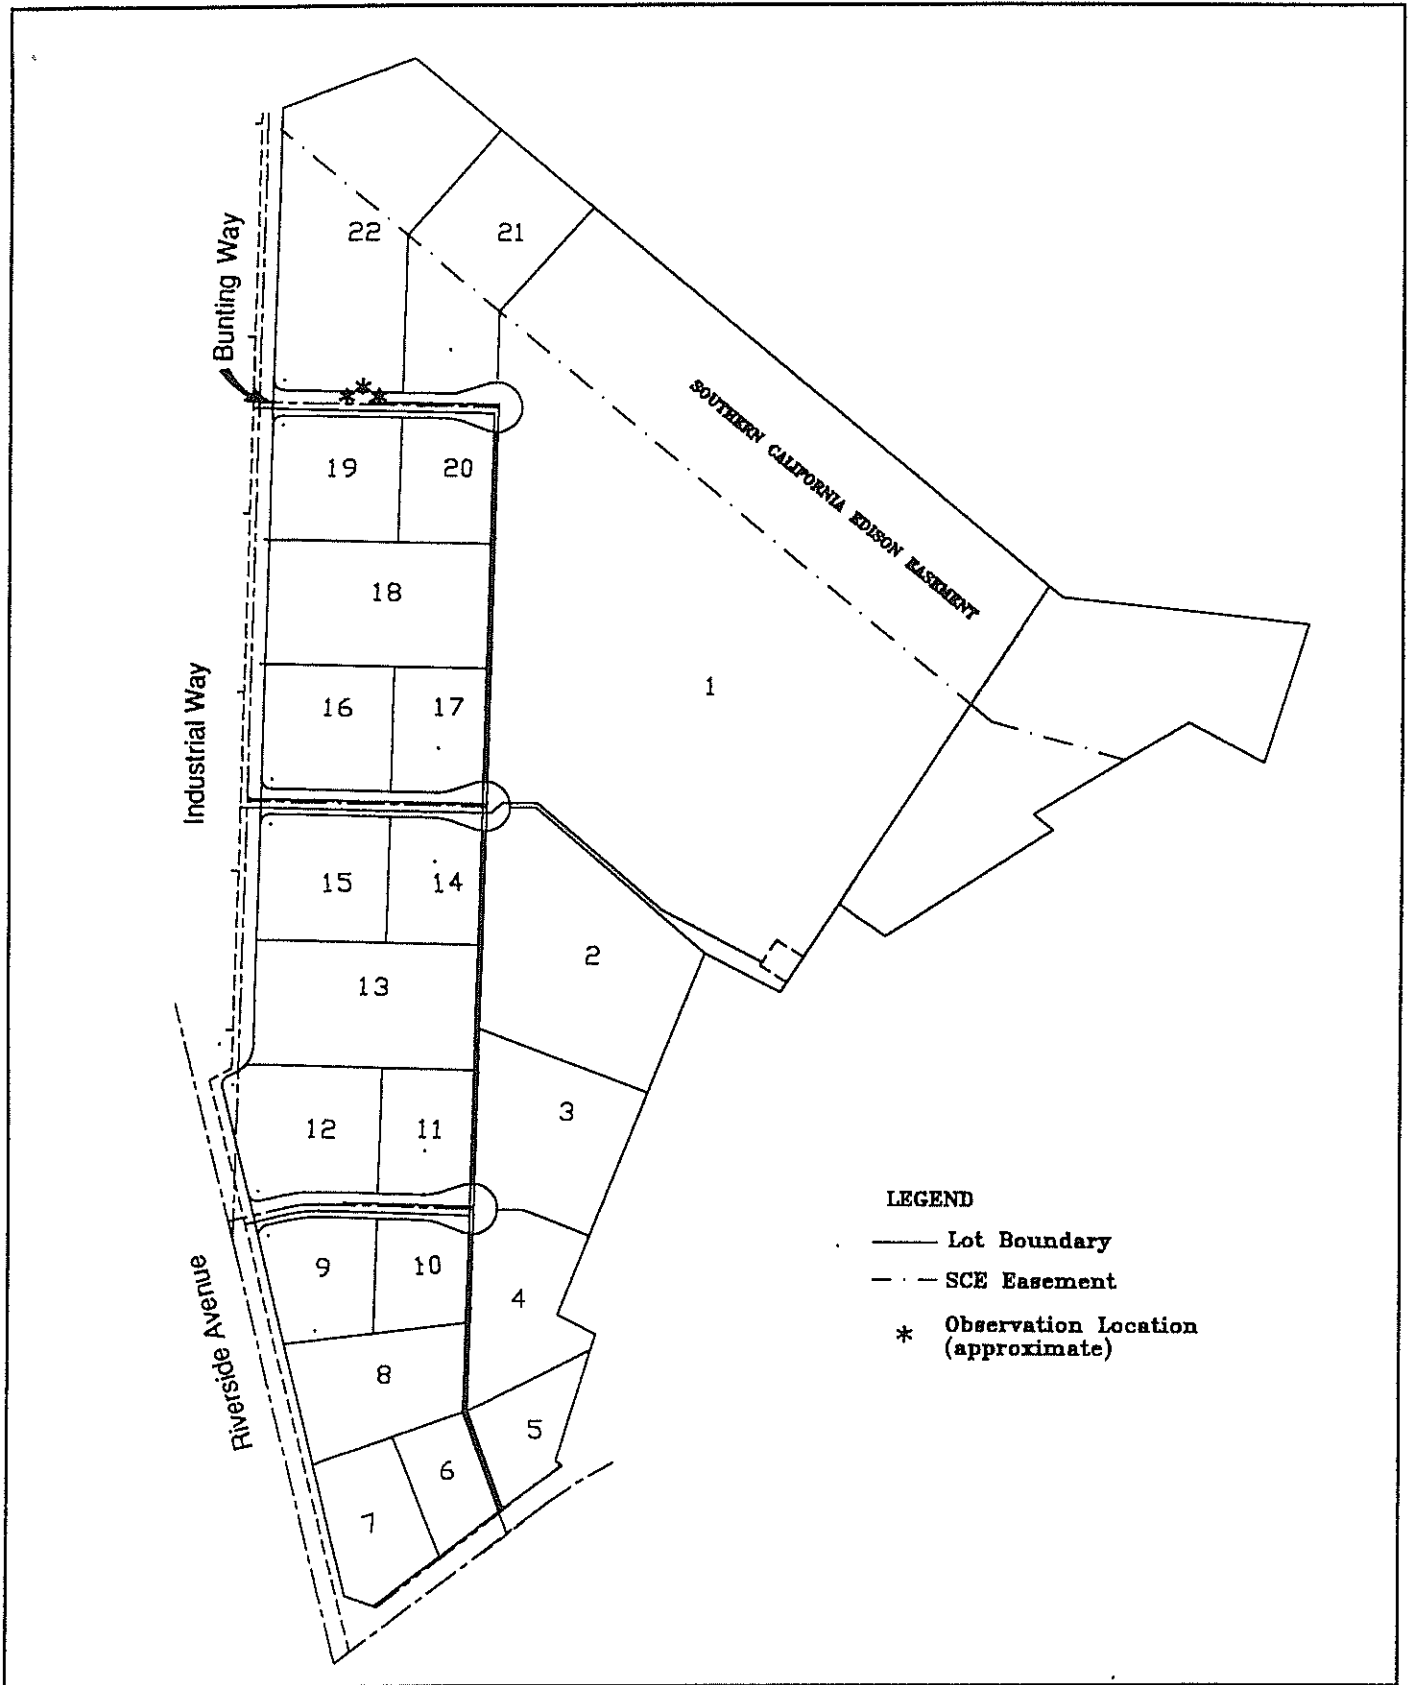 22
21
Bunting Way
SOUTHERN CALIFORNIA EDISON EASEMENT
19
20
18
1
Industrial Way
16
17
15
14
2
13
3
12
11
LEGEND
Lot Boundary
SCE Easement
* Observation Location
(approximate)
Riverside Avenue
9
10
4
8
5
6
7